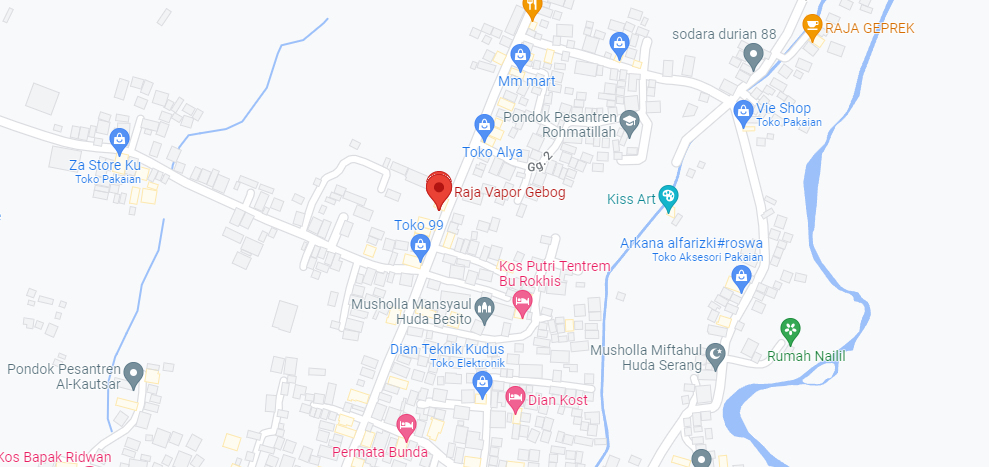 RAJA GEPREK
sodara durian 88
Mm mart
Vie Shop
Toko Pakaian
Pondok Pesantren
Rohmatillah
Toko Alya
Gg. 2
Za Store Ku
Toko Pakaian
Raja Vapor Gebog
Kiss Art
Toko 99
Arkana alfarizki#roswa
Toko Aksesori Pakaian
Kos Putri Tentrem
Bu Rokhis
Musholla Mansyaul
Huda Besito
Dian Teknik Kudus
Toko Elektronik
Musholla Miftahul
Huda Serang
Rumah Nailil
Pondok Pesantren
Al-Kautsar
Dian Kost
Permata Bunda
Kos Bapak Ridwan